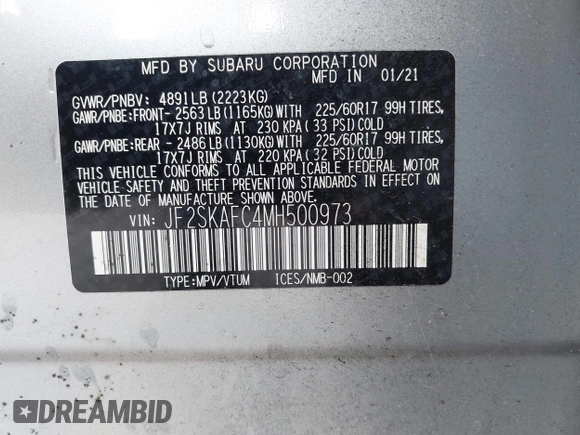 MFD BY SUBARU CORPORATION
MFD IN 01/21
GVWR/PNBV: 4891LB(2223KG)
GAWR/PNBE:FRONT- 2563LB(1165KG)WITH 225/60R17 99H TIRES,
17X7J RIMS AT 230 KPA(33 PSI)COLD
GAWR/PNBE:REAR - 2486LB(1130KG)WITH 225/60R17 99H TIRES,
17X7J RIMS AT 220 KPA(32 PSI)COLD
THIS VEHICLE CONFORMS TO ALL APPLICABLE FEDERAL MOTOR
VEHICLE SAFETY AND THEFT PREVENTION STANDARDS IN EFFECT
ON THE DATE OF MANUFACTURE SHOWN ABOVE.
VIN: JF2SKAFC4MH500973
TYPE:MPV/VTUM ICES/NMB-002
DREAMBID